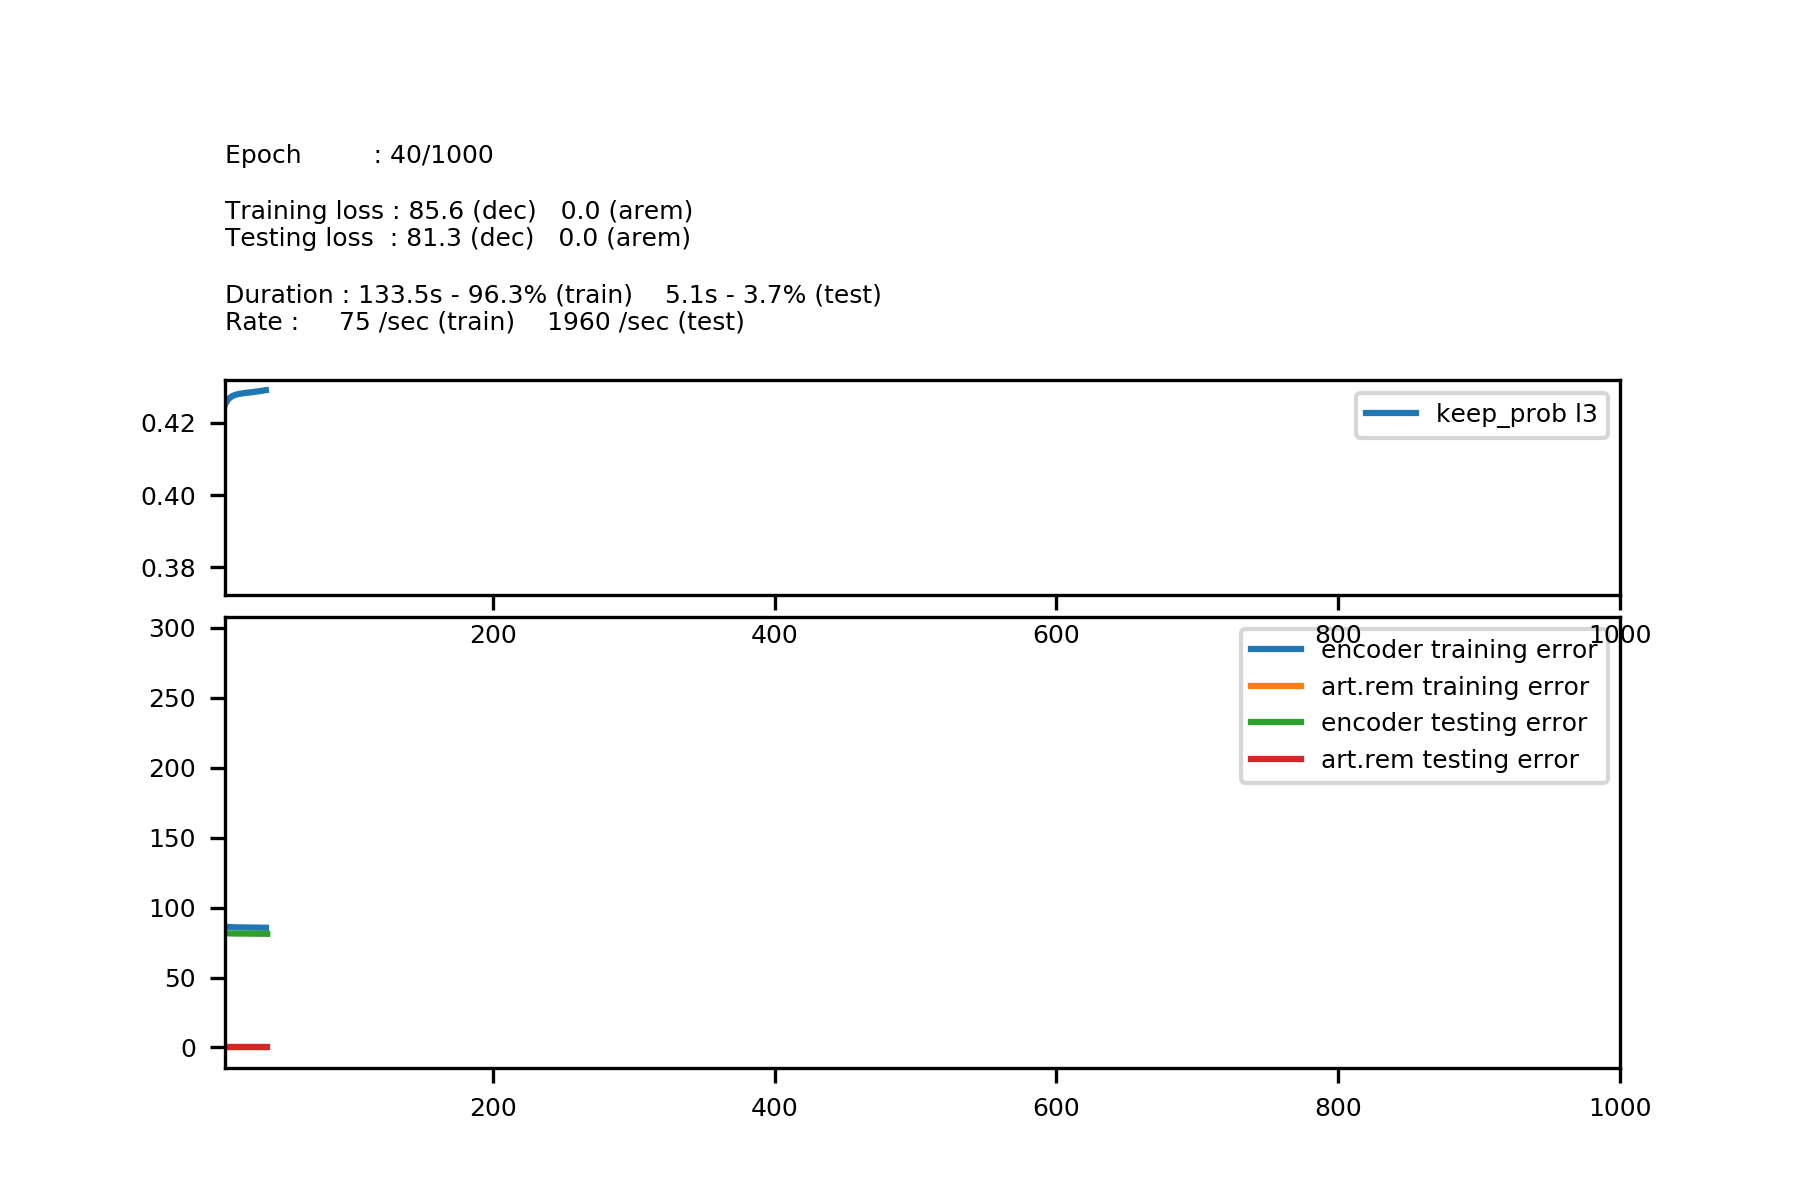 Epoch : 40/1000
Training loss : 85.6 (dec) 0.0 (arem)
Testing loss : 81.3 (dec) 0.0 (arem)
Duration : 133.5s - 96.3% (train) 5.1s - 3.7% (test)
Rate : 75 /sec (train) 1960 /sec (test)
keep_prob l3
0.42
0.40
0.38
200 400 600 800 1000
encoder training error
art.rem training error
encoder testing error
art.rem testing error
300
250
200
150
100
50
0
200 400 600 800 1000